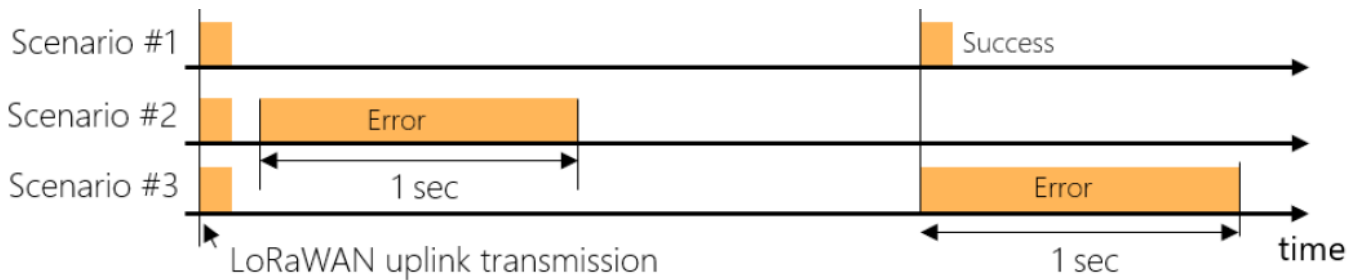 Scenario #1
Success
Scenario #2
Error
1 sec
Scenario #3
Error
LoRaWAN uplink transmission
1 sec
time